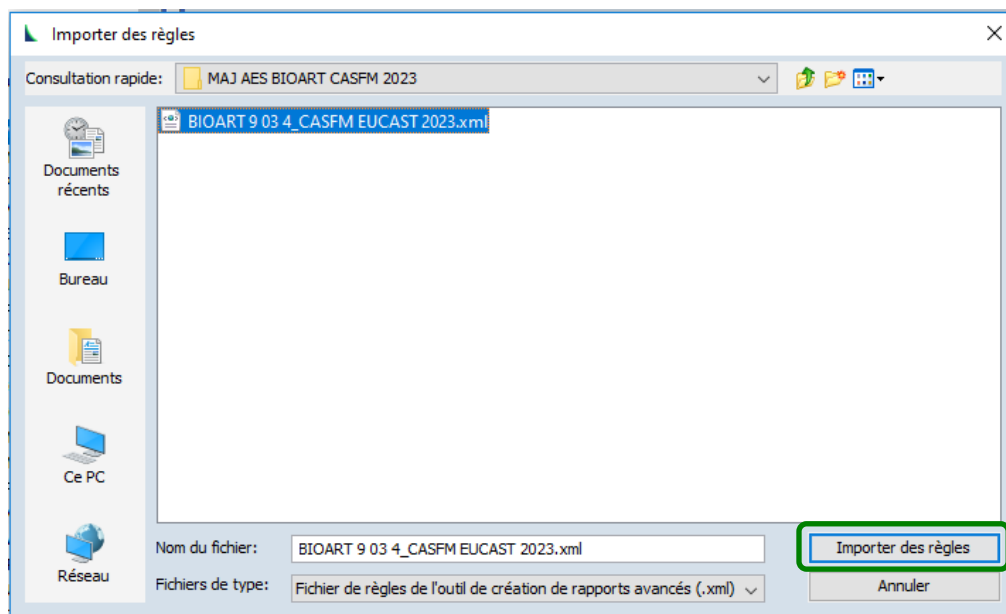 Importer des règles
Consultation rapide: MAJ AES BIOART CASFM 2023
BIOART 9 03 4_CASFM EUCAST 2023.xml
Documents
récents
Bureau
Documents
Ce PC
Réseau
Nom du fichier: BIOART 9 03 4_CASFM EUCAST 2023.xml
Importer des règles
Fichiers de type: Fichier de règles de l'outil de création de rapports avancés (.xml)
Annuler